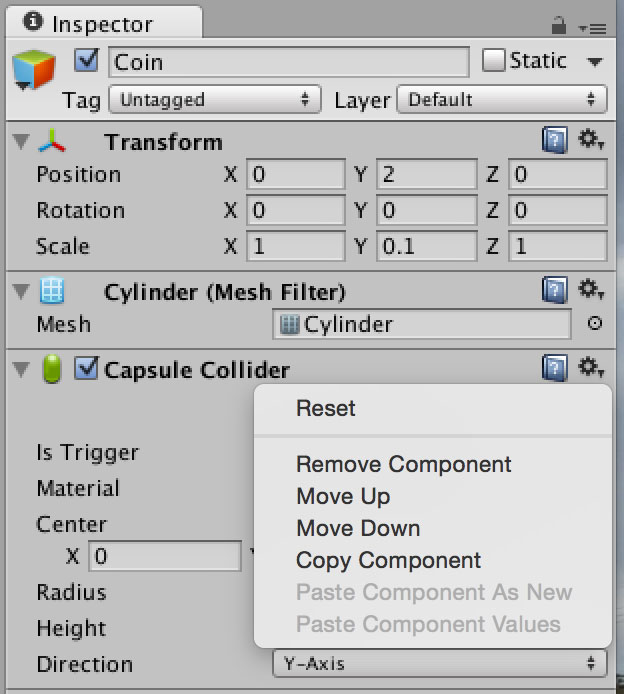 Inspector
Coin Static
Tag Untagged Layer Default
Transform
Position X 0 Y 2 Z 0
Rotation X 0 Y 0 Z 0
Scale X 1 Y 0.1 Z 1
Cylinder (Mesh Filter)
Mesh Cylinder
Capsule Collider
Reset
Is Trigger
Remove Component
Material
Move Up
Center
Move Down
X 0
Copy Component
Radius
Paste Component As New
Height
Paste Component Values
Direction Y-Axis